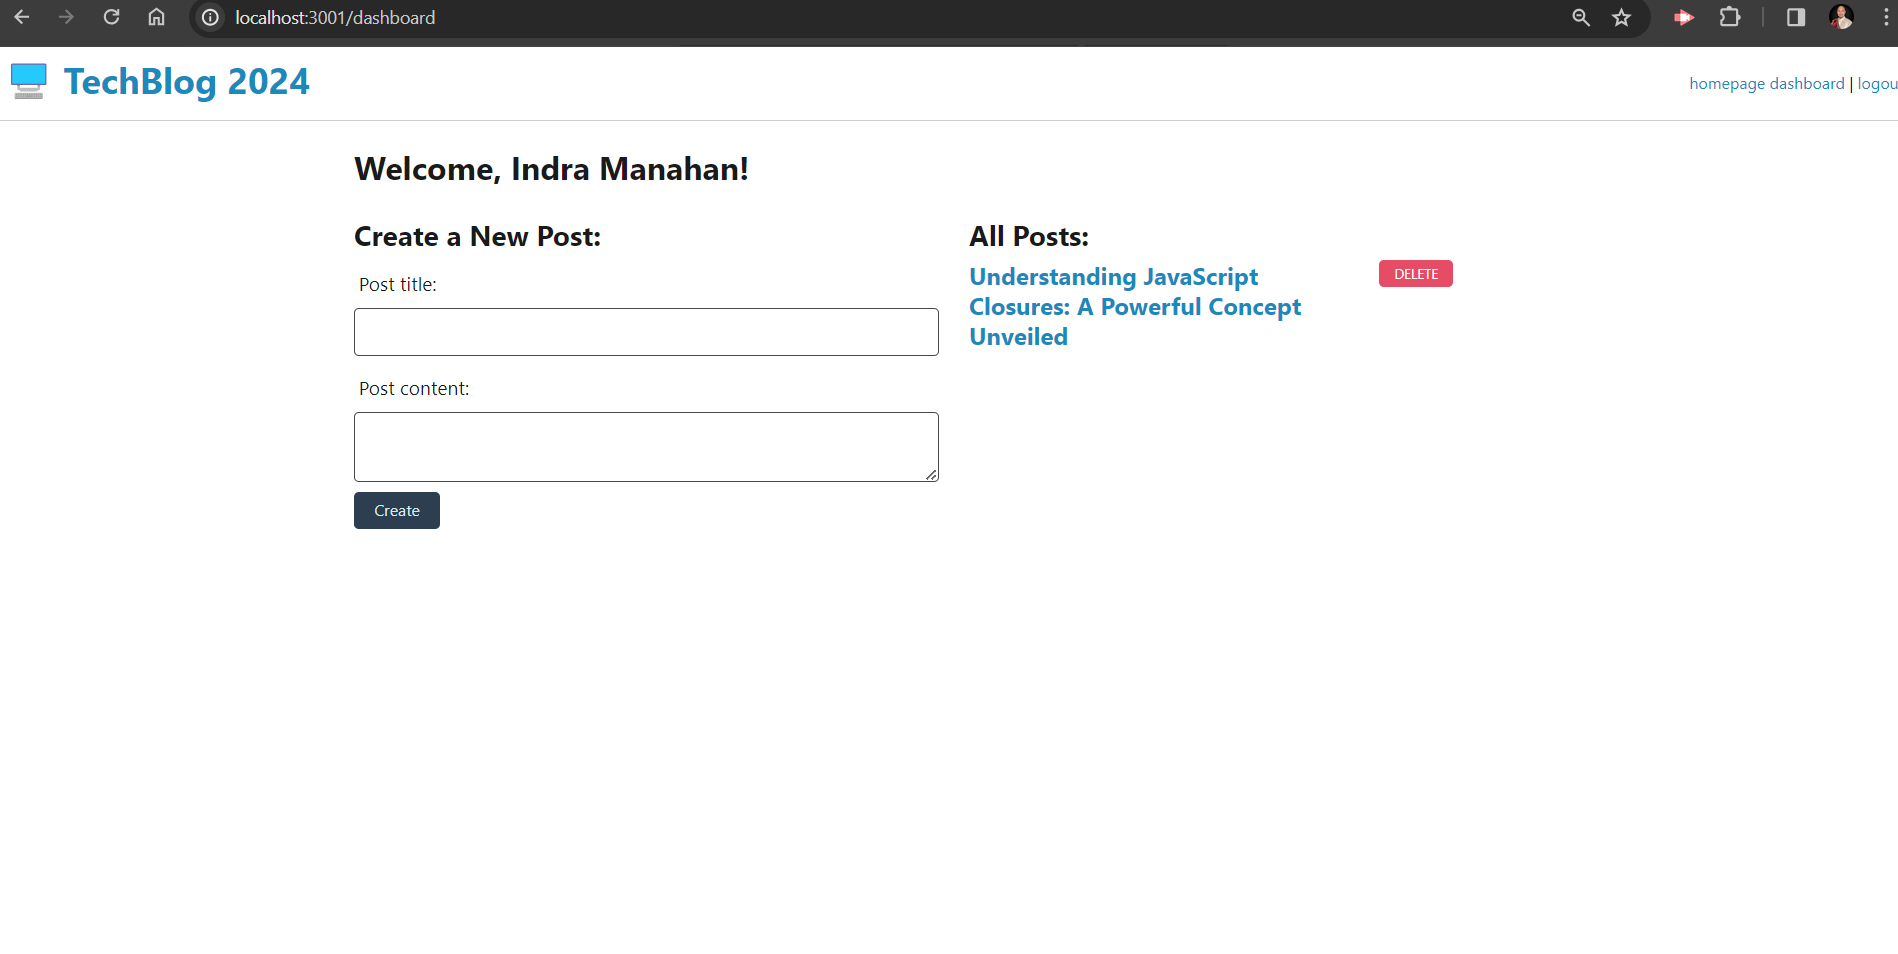 localhost:3001/dashboard
TechBlog 2024
homepage dashboard | logou
Welcome, Indra Manahan!
Create a New Post:
Post title:
Post content:
Create
All Posts:
Understanding JavaScript
Closures: A Powerful Concept
Unveiled
DELETE